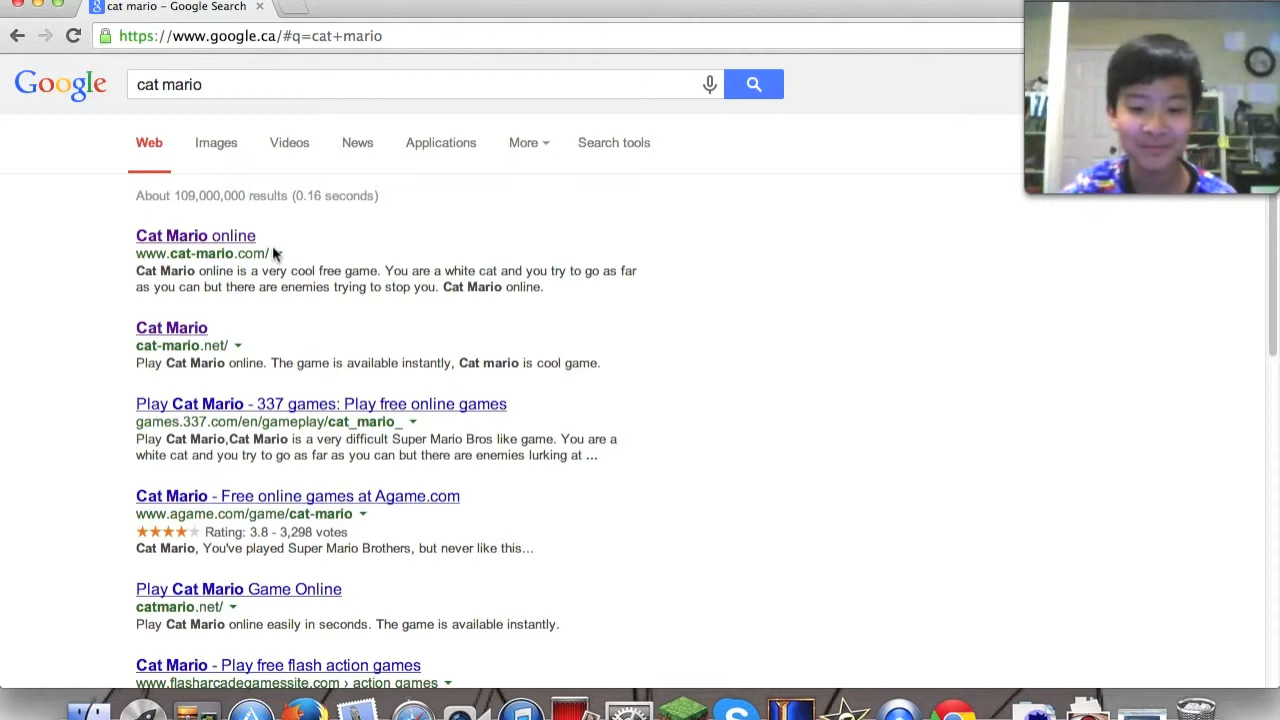 cat mario - Google Search
https://www.google.ca/#q=cat+mario
Google
cat mario
Web Images Videos News Applications More Search tools
About 109,000,000 results (0.16 seconds)
Cat Mario online
www.cat-mario.com/
Cat Mario online is a very cool free game. You are a white cat and you try to go as far
as you can but there are enemies trying to stop you. Cat Mario online.
Cat Mario
cat-mario.net/
Play Cat Mario online. The game is available instantly, Cat mario is cool game.
Play Cat Mario - 337 games: Play free online games
games.337.com/en/gameplay/cat_mario_
Play Cat Mario,Cat Mario is a very difficult Super Mario Bros like game. You are a
white cat and you try to go as far as you can but there are enemies lurking at ...
Cat Mario - Free online games at Agame.com
www.agame.com/game/cat-mario
Rating: 3.8 - 3,298 votes
Cat Mario, You've played Super Mario Brothers, but never like this...
Play Cat Mario Game Online
catmario.net/
Play Cat Mario online easily in seconds. The game is available instantly.
Cat Mario - Play free flash action games
www.flasharcadegamessite.com › action games